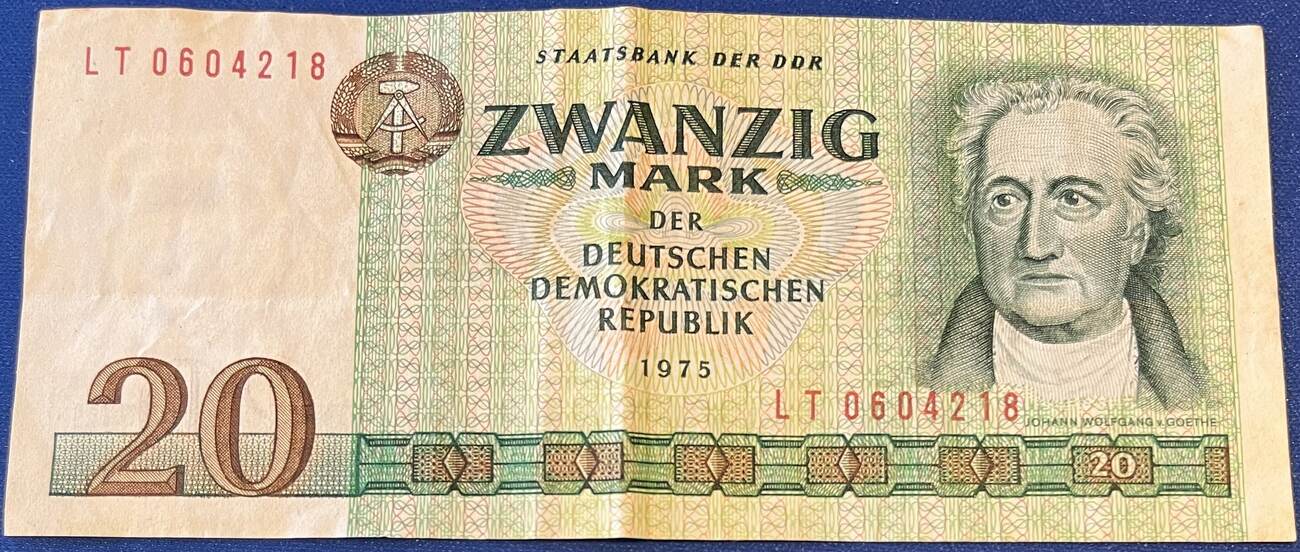 LT 0604218
STAATSBANK DER DDR
ZWANZIG
MARK
DER
DEUTSCHEN
DEMOKRATISCHEN
REPUBLIK
1975
LT 0604218
JOHANN WOLFGANG v. GOETHE
20
20